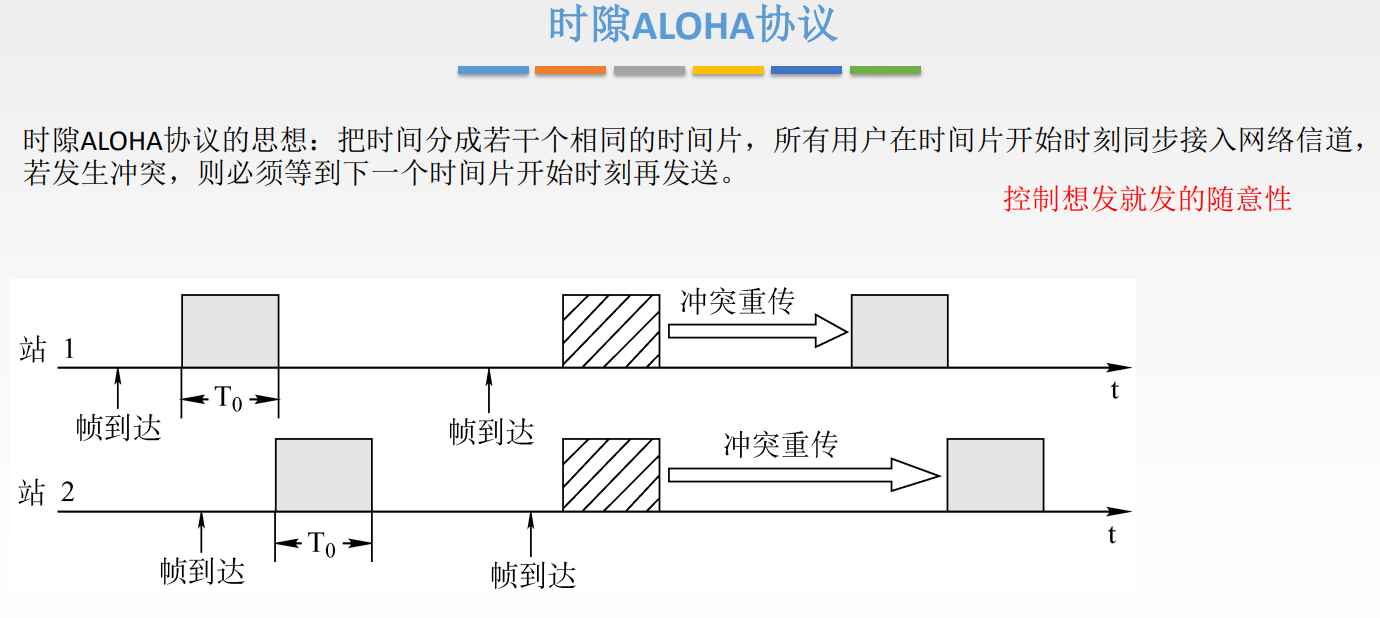 时隙ALOHA协议
时隙ALOHA协议的思想：把时间分成若干个相同的时间片，所有用户在时间片开始时刻同步接入网络信道，
若发生冲突，则必须等到下一个时间片开始时刻再发送。
控制想发就发的随意性
冲突重传
站 1
T₀
t
帧到达
帧到达
冲突重传
站 2
T₀
t
帧到达
帧到达